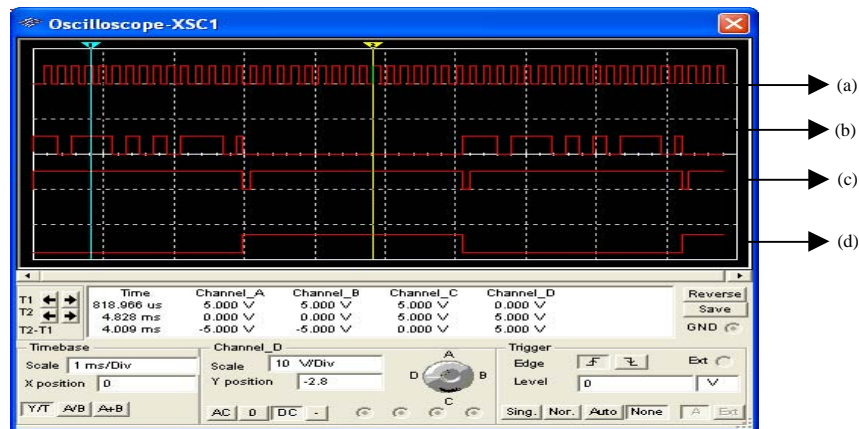 Oscilloscope-XSC1
1
2
(a)
(b)
(c)
(d)
T1
T2
T2-T1
Time Channel_A Channel_B Channel_C Channel_D
818.966 us 5.000 V 5.000 V 5.000 V 0.000 V
4.828 ms 0.000 V 0.000 V 5.000 V 5.000 V
4.009 ms -5.000 V -5.000 V 0.000 V 5.000 V
Reverse
Save
GND
Timebase
Scale 1 ms/Div
X position 0
Y/T A/B A+B
Channel_D
Scale 10 V/Div
Y position -2.8
AC 0 DC -
A
B
C
D
Trigger
Edge
Ext
Level 0 V
Sing. Nor. Auto None A Ext